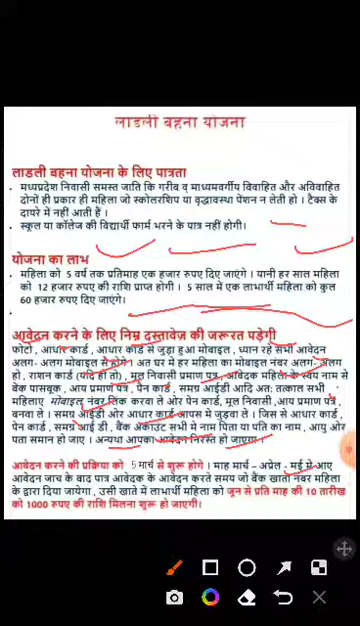 लाडली बहना योजना
लाडली बहना योजना के लिए पात्रता
• मध्यप्रदेश निवासी समस्त जाति कि गरीब व् माधयमवर्गीय विवाहित और अविवाहित
दोनों ही प्रकार ही महिला जो स्कोलरशिप या वृद्धावस्था पेंशन न लेती हो । टैक्स के
दायरे में नहीं आती हैं ।
• स्कूल या कॉलेज की विद्यार्थी फार्म भरने के पात्र नहीं होगी।
योजना का लाभ
• महिला को 5 वर्ष तक प्रतिमाह एक हजार रुपए दिए जाएंगे । यानी हर साल महिला
को 12 हजार रुपए की राशि प्राप्त होगी । 5 साल में एक लाभार्थी महिला को कुल
60 हजार रुपए दिए जाएंगे।
•
आवेदन करने के लिए निम्न दस्तावेज़ की जरूरत पड़ेगी
फोटो , आधार कार्ड , आधार कार्ड से जुड़ा हुआ मोबाइल , ध्यान रहे सभी आवेदन
अलग- अलग मोबाइल से होंगे । अत घर में हर महिला का मोबाइल नंबर अलग- अलग
हो , राशन कार्ड (यदि हो तो) , मूल निवासी प्रमाण पत्र, आवेदक महिला के स्वयं नाम से
बेंक पासबूक , आय प्रमाण पत्र , पेन कार्ड , समग्र आईडी आदि अत: तत्काल सभी
महिलाए मोबाइल नंबर लिंक करवा ले ओर पेन कार्ड, मूल निवासी ,आय प्रमाण पत्र ,
बनवा ले । समग्र आईडी ओर आधार कार्ड आपस मे जुड़वा ले । जिस से आधार कार्ड ,
पेन कार्ड , समग्र आई डी , बैंक अकाउंट सभी मे नाम पिता या पति का नाम , आयु ओर
पता समान हो जाए । अन्यथा आपका आवेदन निरस्त हो जाएगा ।
आवेदन करने की प्रक्रिया को 5 मार्च से शुरू होगे । माह मार्च – अप्रेल - मई मे आए
आवेदन जाच के वाद पात्र आवेदक के आवेदन करते समय जो बैंक खाता नंबर महिला
के द्वारा दिया जायेगा , उसी खाते में लाभार्थी महिला को जून से प्रति माह की 10 तारीख
को 1000 रुपए की राशि मिलना शुरू हो जाएगी।